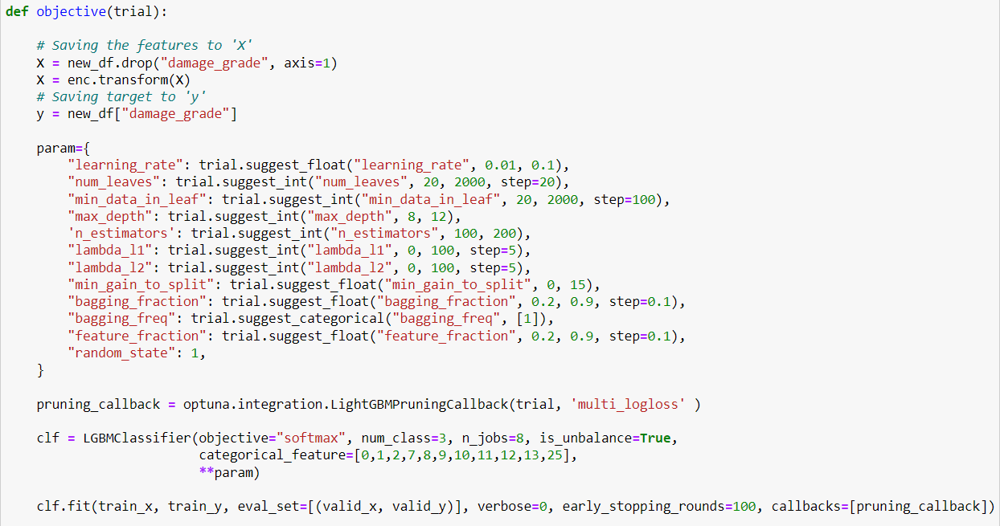 def objective(trial):
    # Saving the features to 'X'
    X = new_df.drop("damage_grade", axis=1)
    X = enc.transform(X)
    # Saving target to 'y'
    y = new_df["damage_grade"]
    param={
        "learning_rate": trial.suggest_float("learning_rate", 0.01, 0.1),
        "num_leaves": trial.suggest_int("num_leaves", 20, 2000, step=20),
        "min_data_in_leaf": trial.suggest_int("min_data_in_leaf", 20, 2000, step=100),
        "max_depth": trial.suggest_int("max_depth", 8, 12),
        'n_estimators': trial.suggest_int("n_estimators", 100, 200),
        "lambda_l1": trial.suggest_int("lambda_l1", 0, 100, step=5),
        "lambda_l2": trial.suggest_int("lambda_l2", 0, 100, step=5),
        "min_gain_to_split": trial.suggest_float("min_gain_to_split", 0, 15),
        "bagging_fraction": trial.suggest_float("bagging_fraction", 0.2, 0.9, step=0.1),
        "bagging_freq": trial.suggest_categorical("bagging_freq", [1]),
        "feature_fraction": trial.suggest_float("feature_fraction", 0.2, 0.9, step=0.1),
        "random_state": 1,
    }
    pruning_callback = optuna.integration.LightGBMPruningCallback(trial, 'multi_logloss' )
    clf = LGBMClassifier(objective="softmax", num_class=3, n_jobs=8, is_unbalance=True,
                         categorical_feature=[0,1,2,7,8,9,10,11,12,13,25],
                         **param)
    clf.fit(train_x, train_y, eval_set=[(valid_x, valid_y)], verbose=0, early_stopping_rounds=100, callbacks=[pruning_callback])